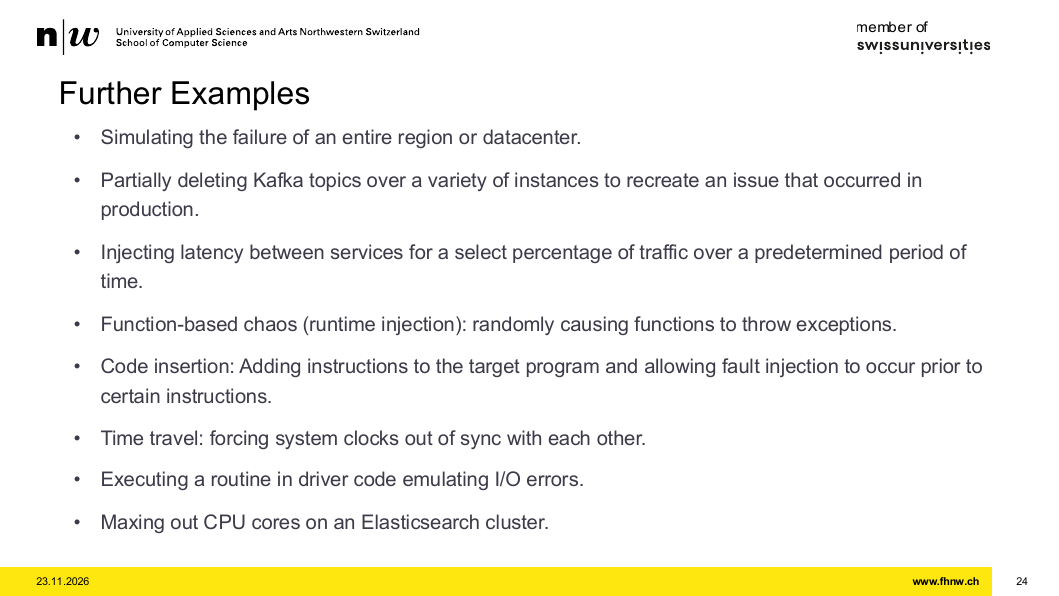 n w University of Applied Sciences and Arts Northwestern Switzerland
School of Computer Science
member of
swissuniversities
Further Examples
• Simulating the failure of an entire region or datacenter.
• Partially deleting Kafka topics over a variety of instances to recreate an issue that occurred in
production.
• Injecting latency between services for a select percentage of traffic over a predetermined period of
time.
• Function-based chaos (runtime injection): randomly causing functions to throw exceptions.
• Code insertion: Adding instructions to the target program and allowing fault injection to occur prior to
certain instructions.
• Time travel: forcing system clocks out of sync with each other.
• Executing a routine in driver code emulating I/O errors.
• Maxing out CPU cores on an Elasticsearch cluster.
23.11.2026
www.fhnw.ch
24